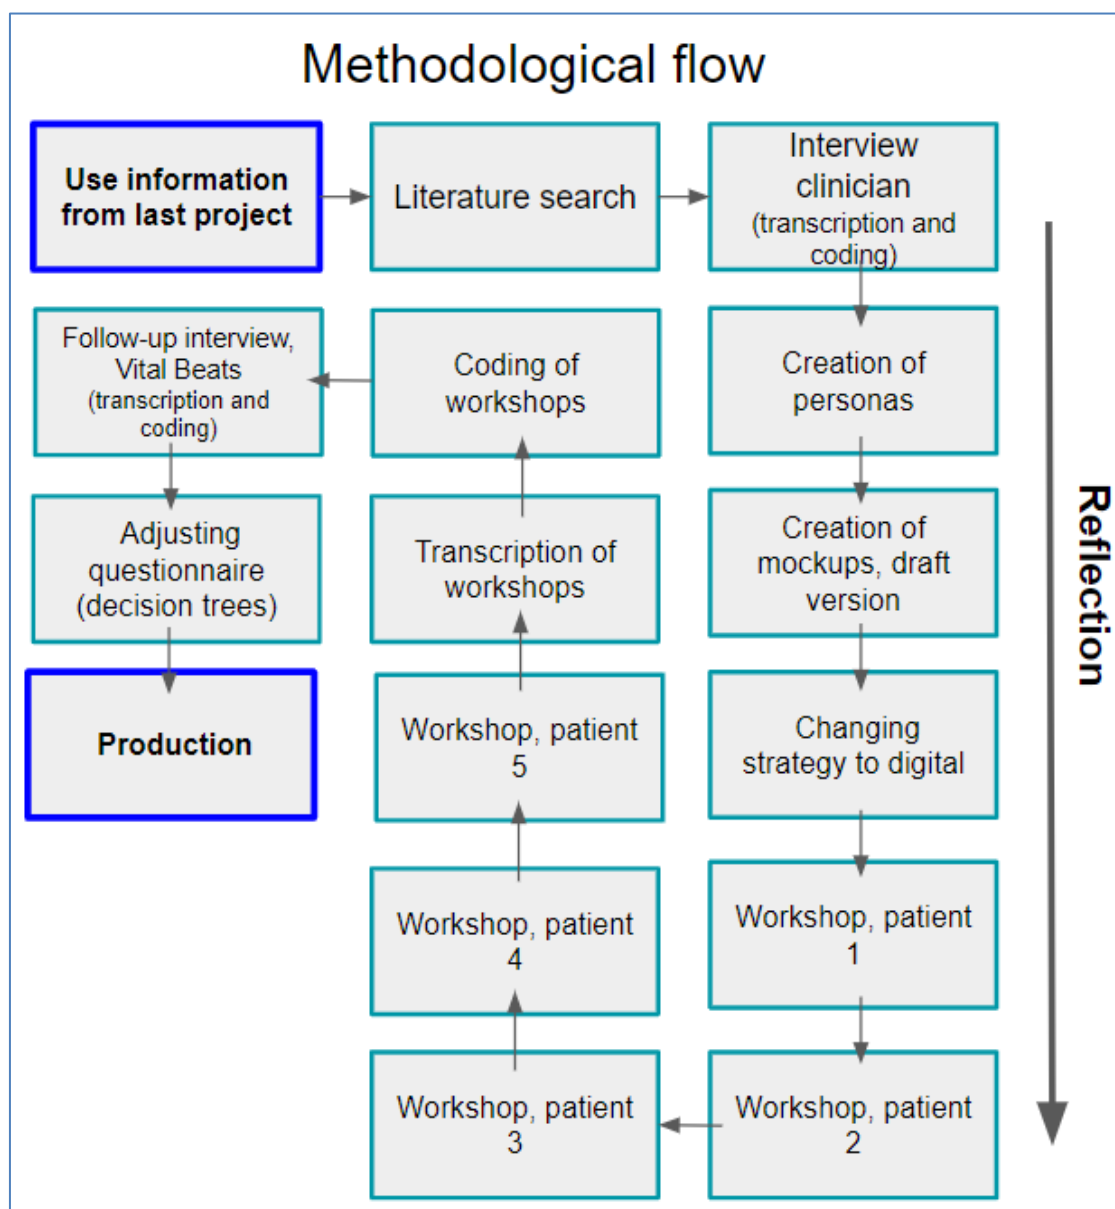 Methodological flow
Use information
from last project
Literature search
Interview
clinician
(transcription and
coding)
Follow-up interview,
Vital Beats
(transcription and
coding)
Coding of
workshops
Creation of
personas
Adjusting
questionnaire
(decision trees)
Transcription of
workshops
Creation of
mockups, draft
version
Production
Workshop, patient
5
Changing
strategy to digital
Workshop, patient
4
Workshop, patient
1
Workshop, patient
3
Workshop, patient
2
Reflection